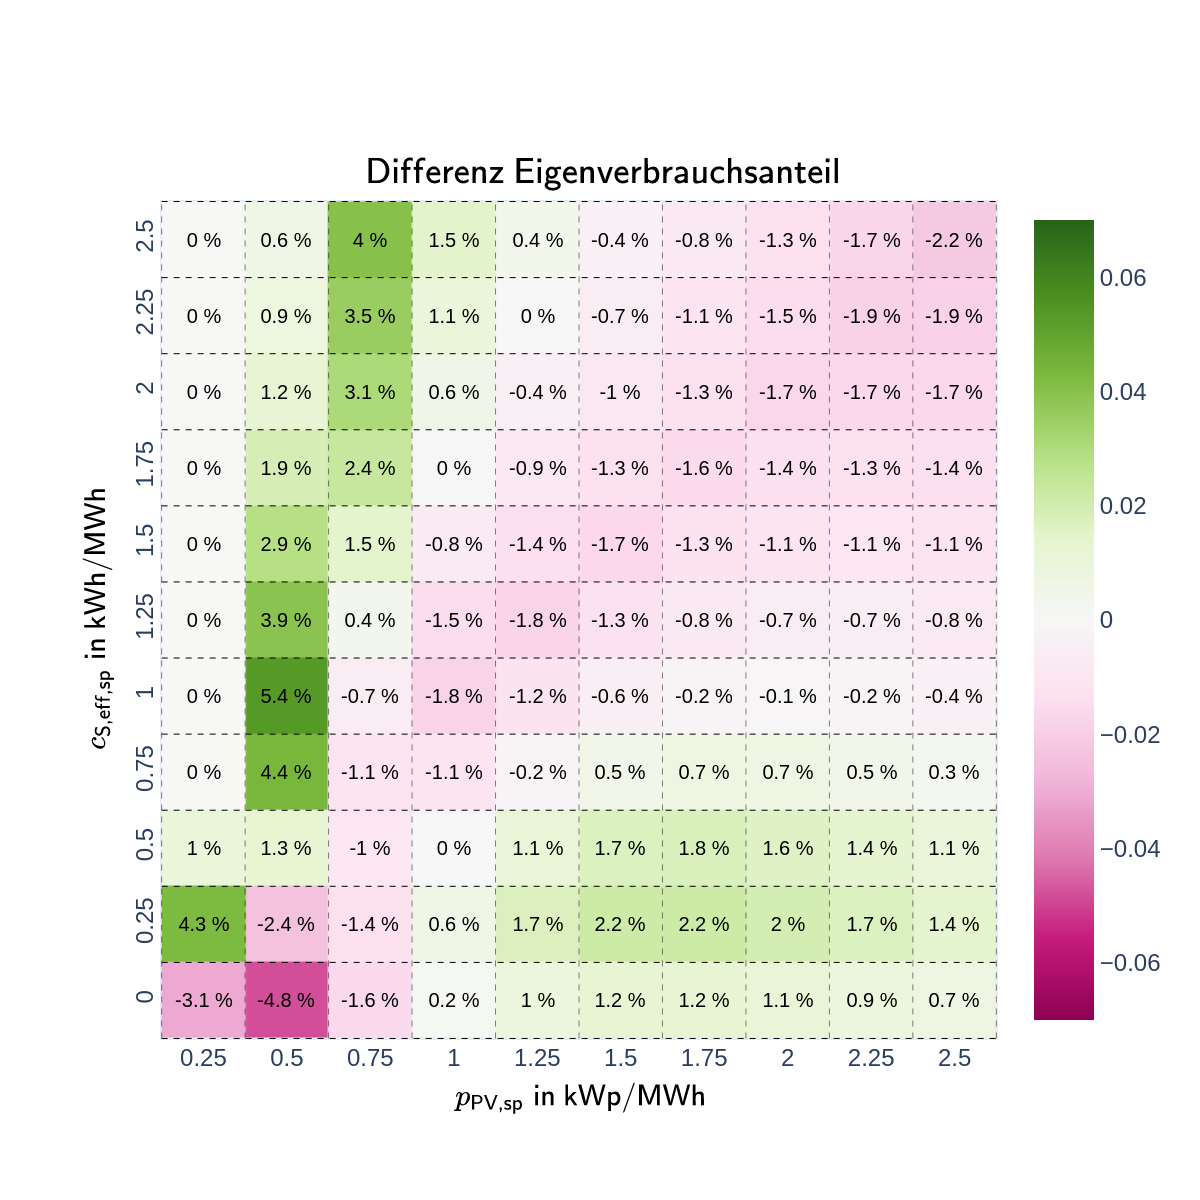 Differenz Eigenverbrauchsanteil
2.5 0 % 0.6 % 4 % 1.5 % 0.4 % -0.4 % -0.8 % -1.3 % -1.7 % -2.2 %
2.25 0 % 0.9 % 3.5 % 1.1 % 0 % -0.7 % -1.1 % -1.5 % -1.9 % -1.9 %
2 0 % 1.2 % 3.1 % 0.6 % -0.4 % -1 % -1.3 % -1.7 % -1.7 % -1.7 %
1.75 0 % 1.9 % 2.4 % 0 % -0.9 % -1.3 % -1.6 % -1.4 % -1.3 % -1.4 %
1.5 0 % 2.9 % 1.5 % -0.8 % -1.4 % -1.7 % -1.3 % -1.1 % -1.1 % -1.1 %
1.25 0 % 3.9 % 0.4 % -1.5 % -1.8 % -1.3 % -0.8 % -0.7 % -0.7 % -0.8 %
1 0 % 5.4 % -0.7 % -1.8 % -1.2 % -0.6 % -0.2 % -0.1 % -0.2 % -0.4 %
0.75 0 % 4.4 % -1.1 % -1.1 % -0.2 % 0.5 % 0.7 % 0.7 % 0.5 % 0.3 %
0.5 1 % 1.3 % -1 % 0 % 1.1 % 1.7 % 1.8 % 1.6 % 1.4 % 1.1 %
0.25 4.3 % -2.4 % -1.4 % 0.6 % 1.7 % 2.2 % 2.2 % 2 % 1.7 % 1.4 %
0 -3.1 % -4.8 % -1.6 % 0.2 % 1 % 1.2 % 1.2 % 1.1 % 0.9 % 0.7 %
0.25 0.5 0.75 1 1.25 1.5 1.75 2 2.25 2.5
p PV,sp in kWp/MWh
c S,eff,sp in kWh/MWh
0.06
0.04
0.02
0
−0.02
−0.04
−0.06